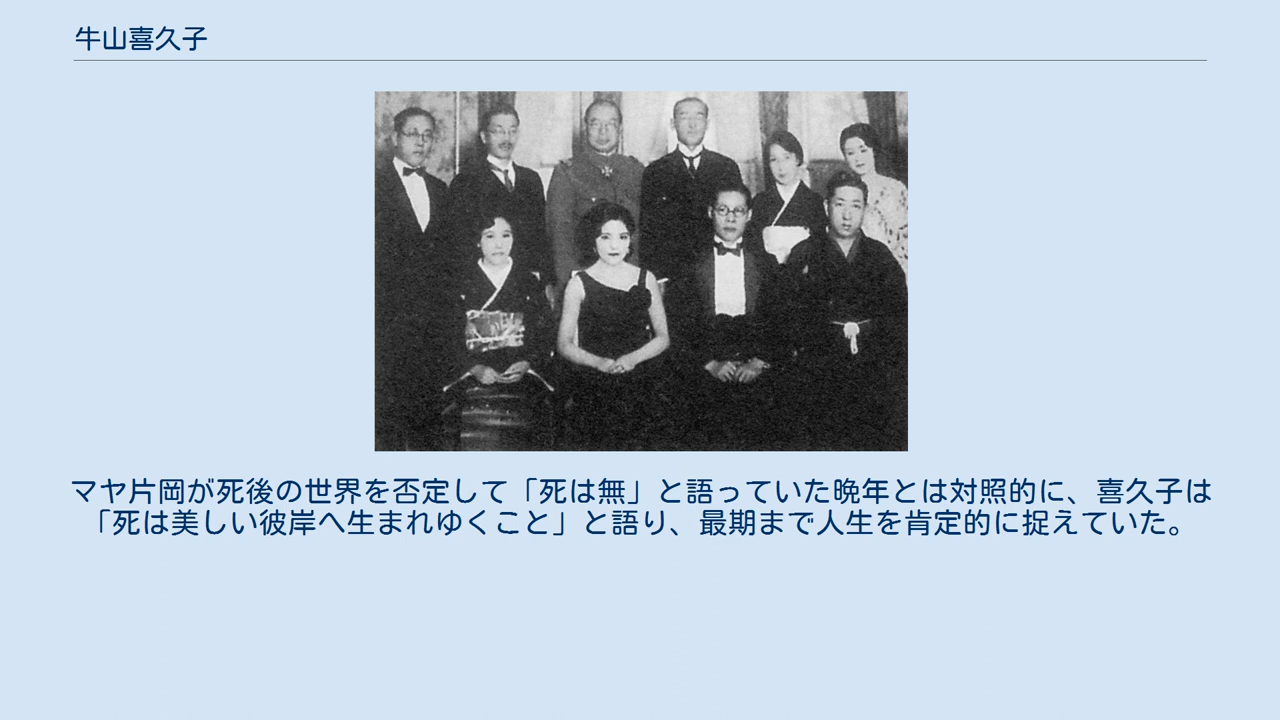 牛山喜久子
マヤ片岡が死後の世界を否定して「死は無」と語っていた晩年とは対照的に、喜久子は
「死は美しい彼岸へ生まれゆくこと」と語り、最期まで人生を肯定的に捉えていた。